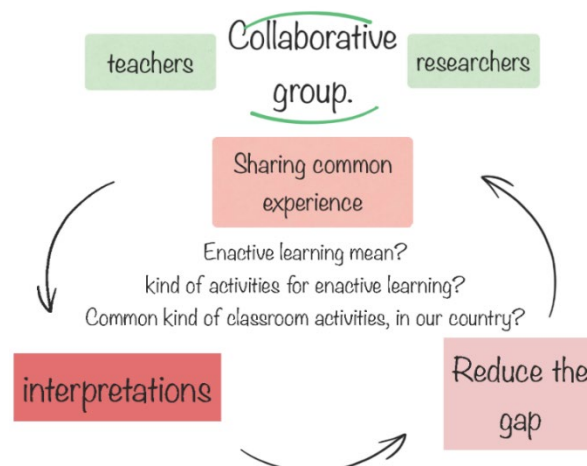 teachers
Collaborative
group.
researchers
Sharing common
experience
Enactive learning mean?
kind of activities for enactive learning?
Common kind of classroom activities, in our country?
interpretations
Reduce the
gap